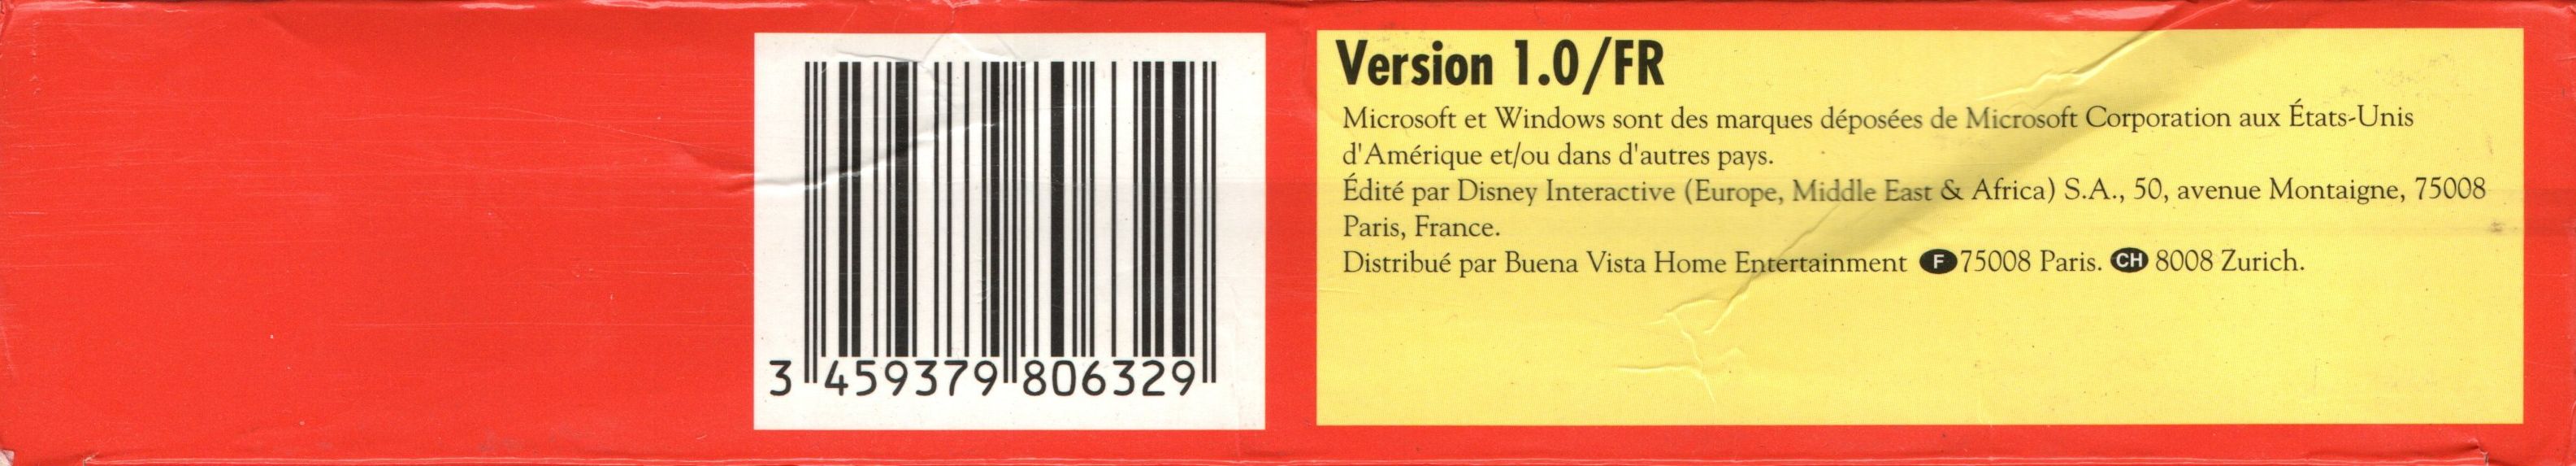 3 459379 806329
Version 1.0/FR
Microsoft et Windows sont des marques déposées de Microsoft Corporation aux États-Unis
d'Amérique et/ou dans d'autres pays.
Édité par Disney Interactive (Europe, Middle East & Africa) S.A., 50, avenue Montaigne, 75008
Paris, France.
Distribué par Buena Vista Home Entertainment F 75008 Paris. CH 8008 Zurich.